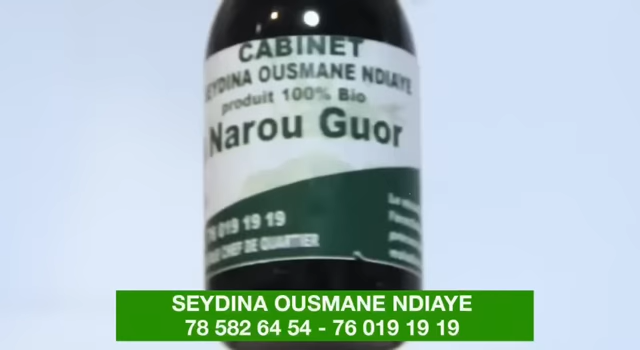 CABINET
SEYDINA OUSMANE NDIAYE
produit 100% Bio
Narou Guor
76 019 19 19
CHEF DE QUARTIER
SEYDINA OUSMANE NDIAYE
78 582 64 54 - 76 019 19 19